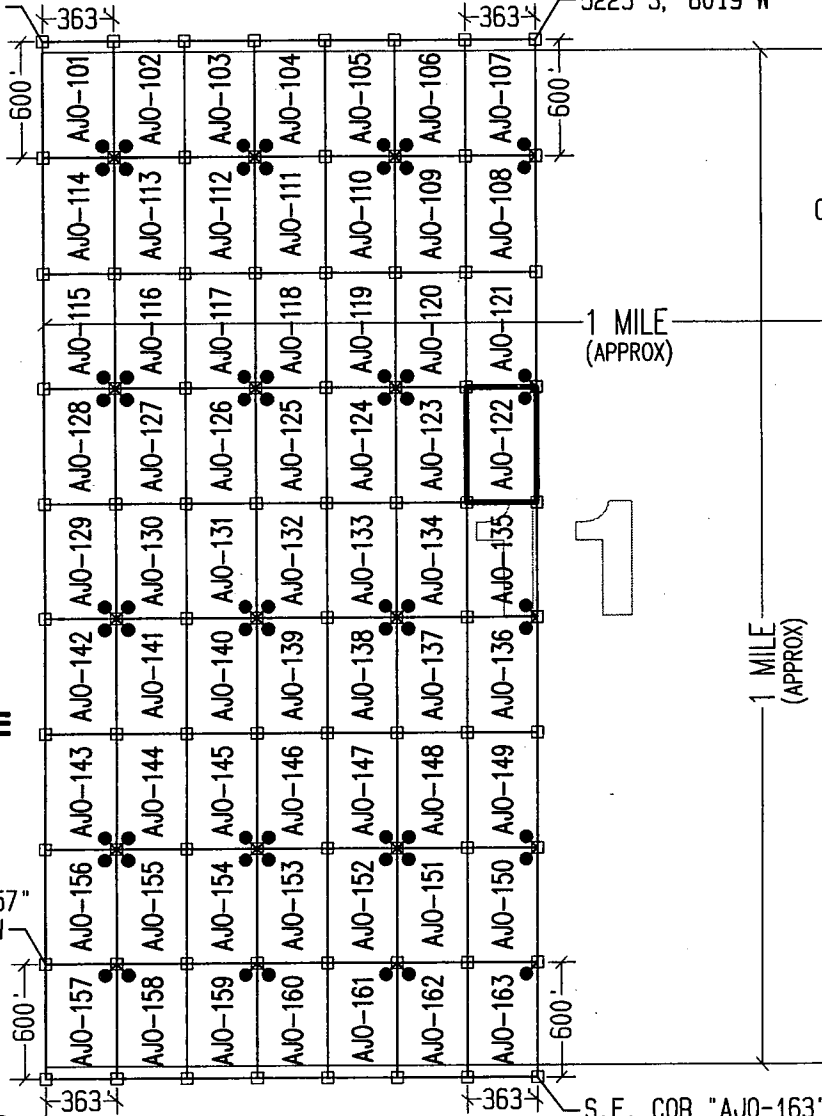 363'
363'
5225'S, 6019'W
600'
AJO-101 AJO-102 AJO-103 AJO-104 AJO-105 AJO-106 AJO-107
600'
AJO-114 AJO-113 AJO-112 AJO-111 AJO-110 AJO-109 AJO-108
AJO-115 AJO-116 AJO-117 AJO-118 AJO-119 AJO-120 AJO-121
1 MILE
(APPROX)
AJO-128 AJO-127 AJO-126 AJO-125 AJO-124 AJO-123 AJO-122
AJO-129 AJO-130 AJO-131 AJO-132 AJO-133 AJO-134 AJO-135
1
AJO-142 AJO-141 AJO-140 AJO-139 AJO-138 AJO-137 AJO-136
1 MILE
(APPROX)
AJO-143 AJO-144 AJO-145 AJO-146 AJO-147 AJO-148 AJO-149
AJO-156 AJO-155 AJO-154 AJO-153 AJO-152 AJO-151 AJO-150
57"
600'
AJO-157 AJO-158 AJO-159 AJO-160 AJO-161 AJO-162 AJO-163
600'
363'
363'
S.E. COR "AJO-163"